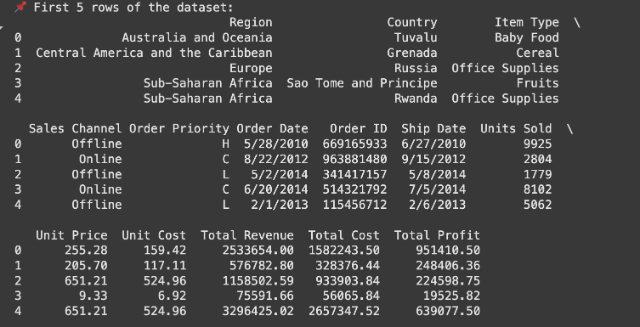 📌 First 5 rows of the dataset:
Region Country Item Type \
0 Australia and Oceania Tuvalu Baby Food
1 Central America and the Caribbean Grenada Cereal
2 Europe Russia Office Supplies
3 Sub-Saharan Africa Sao Tome and Principe Fruits
4 Sub-Saharan Africa Rwanda Office Supplies
Sales Channel Order Priority Order Date Order ID Ship Date Units Sold \
0 Offline H 5/28/2010 669165933 6/27/2010 9925
1 Online C 8/22/2012 963881480 9/15/2012 2804
2 Offline L 5/2/2014 341417157 5/8/2014 1779
3 Online C 6/20/2014 514321792 7/5/2014 8102
4 Offline L 2/1/2013 115456712 2/6/2013 5062
Unit Price Unit Cost Total Revenue Total Cost Total Profit
0 255.28 159.42 2533654.00 1582243.50 951410.50
1 205.70 117.11 576782.80 328376.44 248406.36
2 651.21 524.96 1158502.59 933903.84 224598.75
3 9.33 6.92 75591.66 56065.84 19525.82
4 651.21 524.96 3296425.02 2657347.52 639077.50